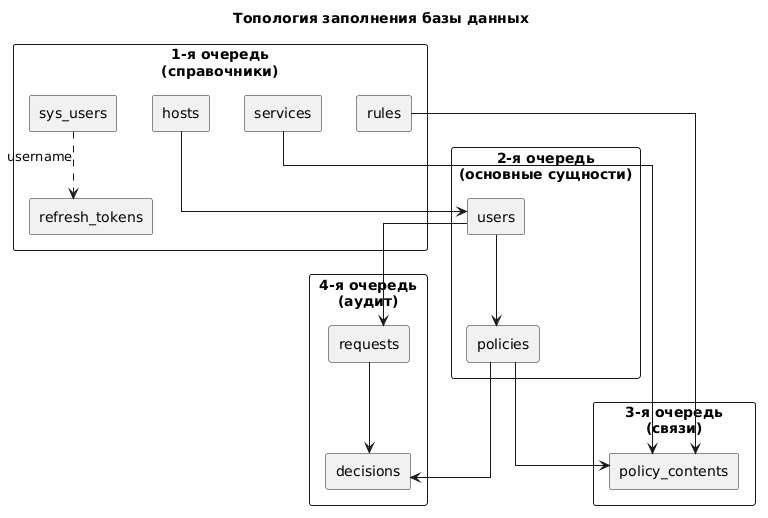 Топология заполнения базы данных
1-я очередь
(справочники)
sys_users
hosts
services
rules
username
refresh_tokens
2-я очередь
(основные сущности)
users
policies
4-я очередь
(аудит)
requests
decisions
3-я очередь
(связи)
policy_contents